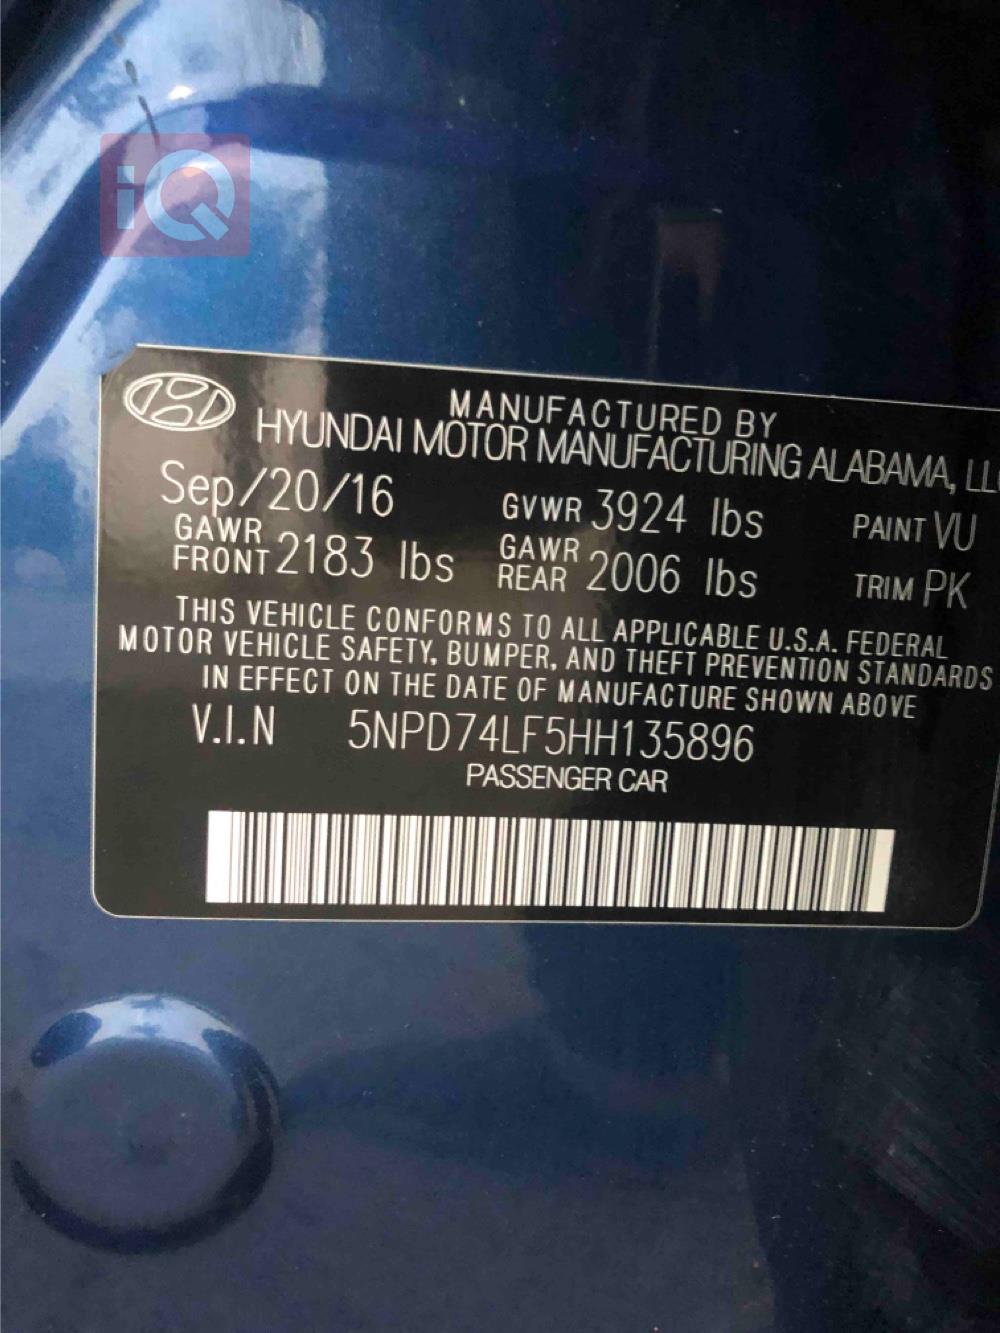 iQ
MANUFACTURED BY
HYUNDAI MOTOR MANUFACTURING ALABAMA, LLC
Sep/20/16 GVWR 3924 lbs PAINT VU
GAWR FRONT 2183 lbs GAWR REAR 2006 lbs TRIM PK
THIS VEHICLE CONFORMS TO ALL APPLICABLE U.S.A. FEDERAL
MOTOR VEHICLE SAFETY, BUMPER, AND THEFT PREVENTION STANDARDS
IN EFFECT ON THE DATE OF MANUFACTURE SHOWN ABOVE
V.I.N 5NPD74LF5HH135896
PASSENGER CAR